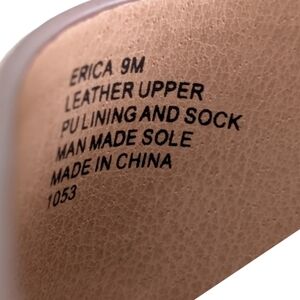 ERICA 9M
LEATHER UPPER
PU LINING AND SOCK
MAN MADE SOLE
MADE IN CHINA
1053